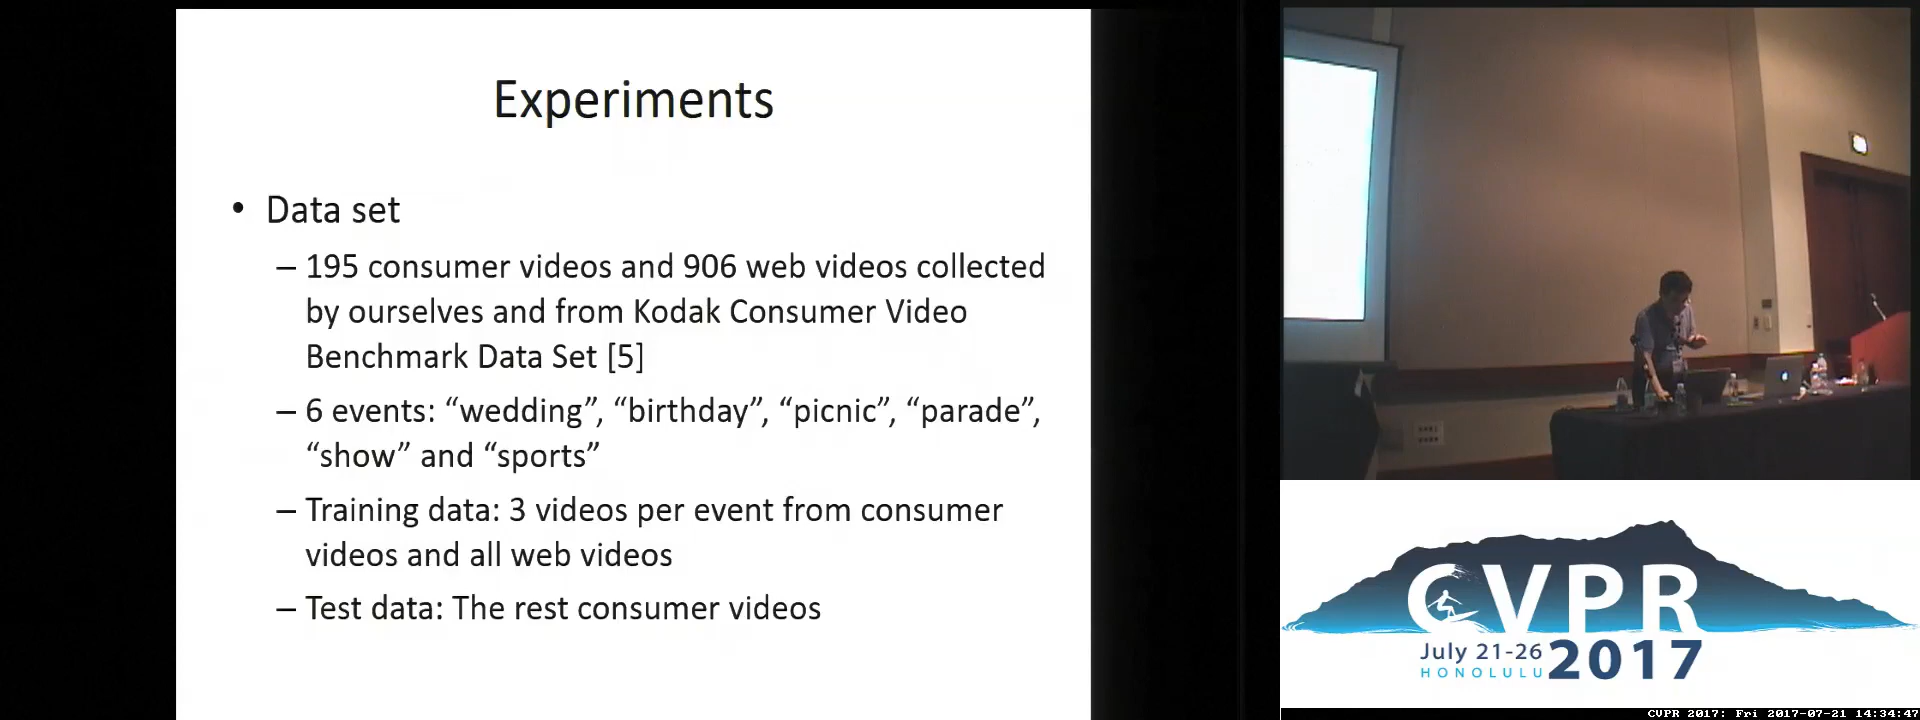 Experiments
• Data set
– 195 consumer videos and 906 web videos collected
by ourselves and from Kodak Consumer Video
Benchmark Data Set [5]
– 6 events: “wedding”, “birthday”, “picnic”, “parade”,
“show” and “sports”
– Training data: 3 videos per event from consumer
videos and all web videos
– Test data: The rest consumer videos
CVPR
July 21-26
HONOLULU
2017
CVPR 2017: Fri 2017-07-21 14:34:47